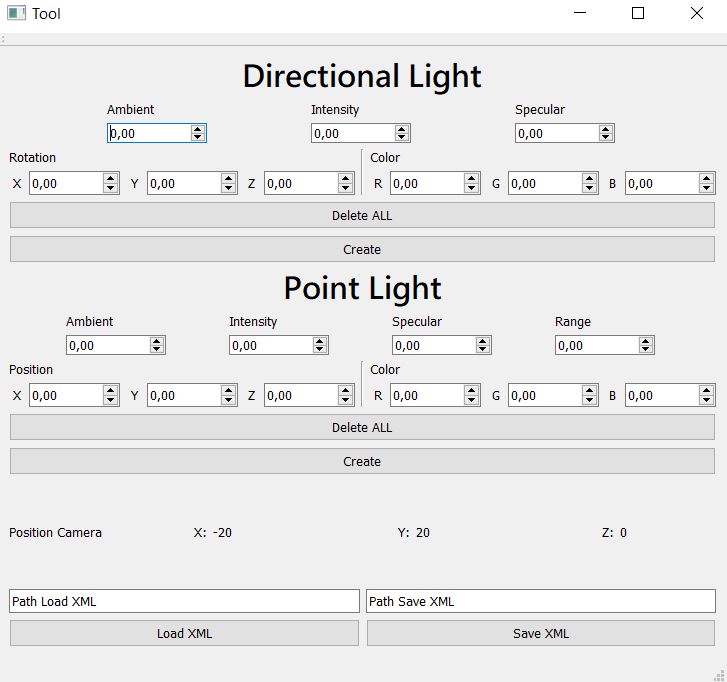 Tool
Directional Light
Ambient Intensity Specular
0,00 0,00 0,00
Rotation Color
X 0,00 Y 0,00 Z 0,00 R 0,00 G 0,00 B 0,00
Delete ALL
Create
Point Light
Ambient Intensity Specular Range
0,00 0,00 0,00 0,00
Position Color
X 0,00 Y 0,00 Z 0,00 R 0,00 G 0,00 B 0,00
Delete ALL
Create
Position Camera X: -20 Y: 20 Z: 0
Path Load XML Path Save XML
Load XML Save XML